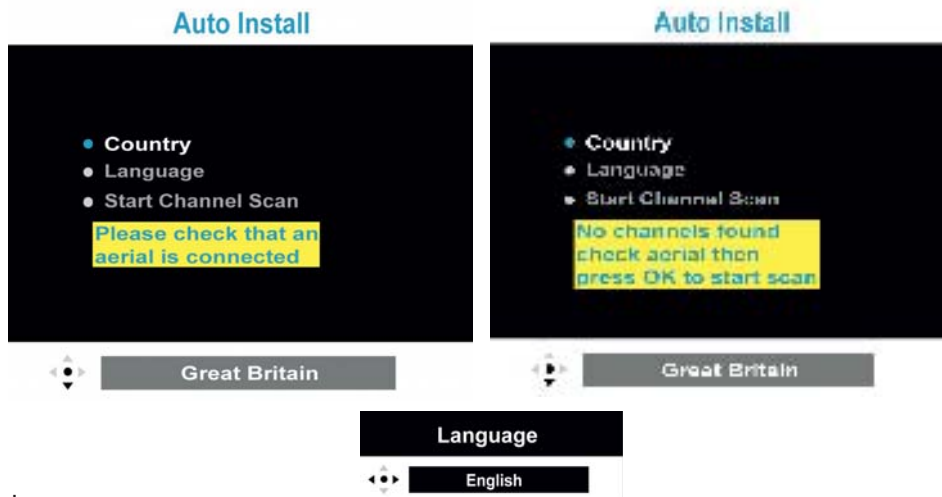 Auto Install
Country
Language
Start Channel Scan
Please check that an
aerial is connected
Great Britain
Auto Install
Country
Language
Start Channel Scan
No channels found
check aerial then
press OK to start scan
Great Britain
Language
English
.